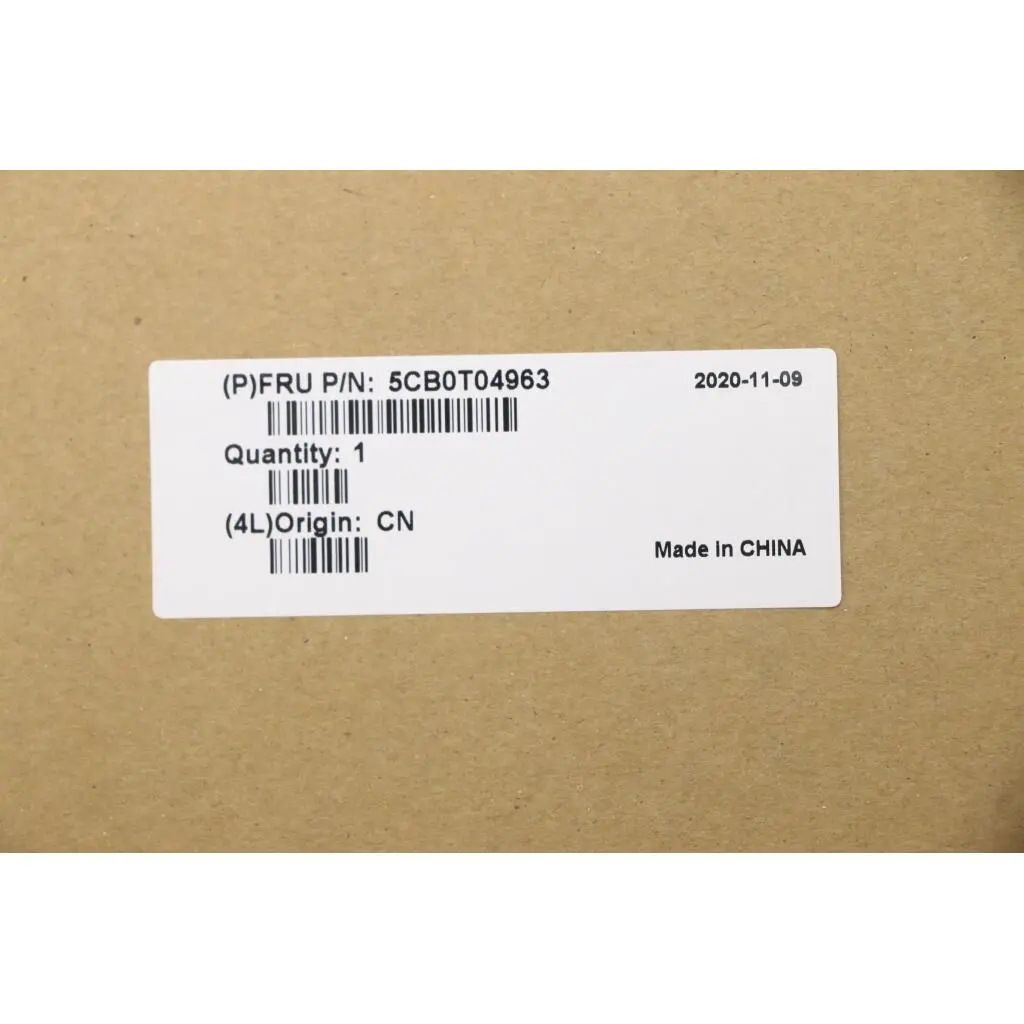 (P)FRU P/N: 5CB0T04963
2020-11-09
Quantity: 1
(4L)Origin: CN
Made in CHINA